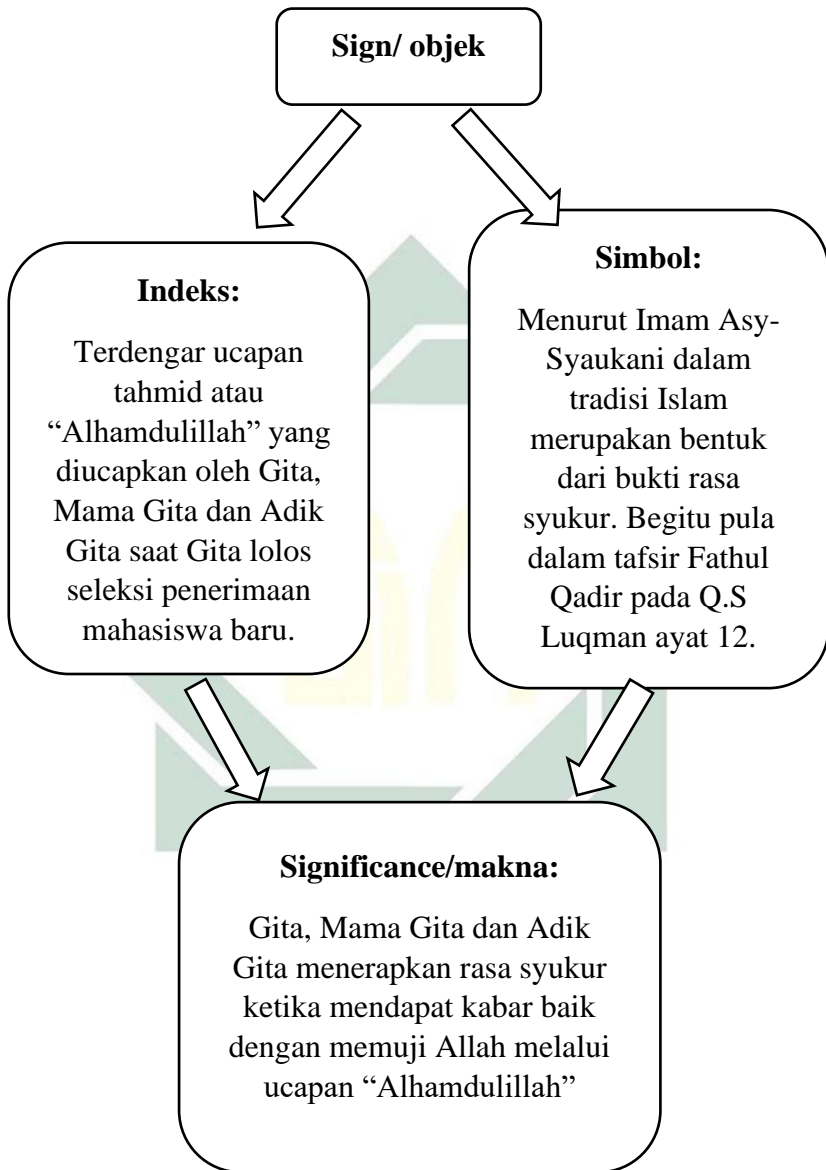 Sign/ objek
Indeks:
Terdengar ucapan
tahmid atau
“Alhamdulillah” yang
diucapkan oleh Gita,
Mama Gita dan Adik
Gita saat Gita lolos
seleksi penerimaan
mahasiswa baru.
Simbol:
Menurut Imam Asy-
Syaukani dalam
tradisi Islam
merupakan bentuk
dari bukti rasa
syukur. Begitu pula
dalam tafsir Fathul
Qadir pada Q.S
Luqman ayat 12.
Significance/makna:
Gita, Mama Gita dan Adik
Gita menerapkan rasa syukur
ketika mendapat kabar baik
dengan memuji Allah melalui
ucapan “Alhamdulillah”